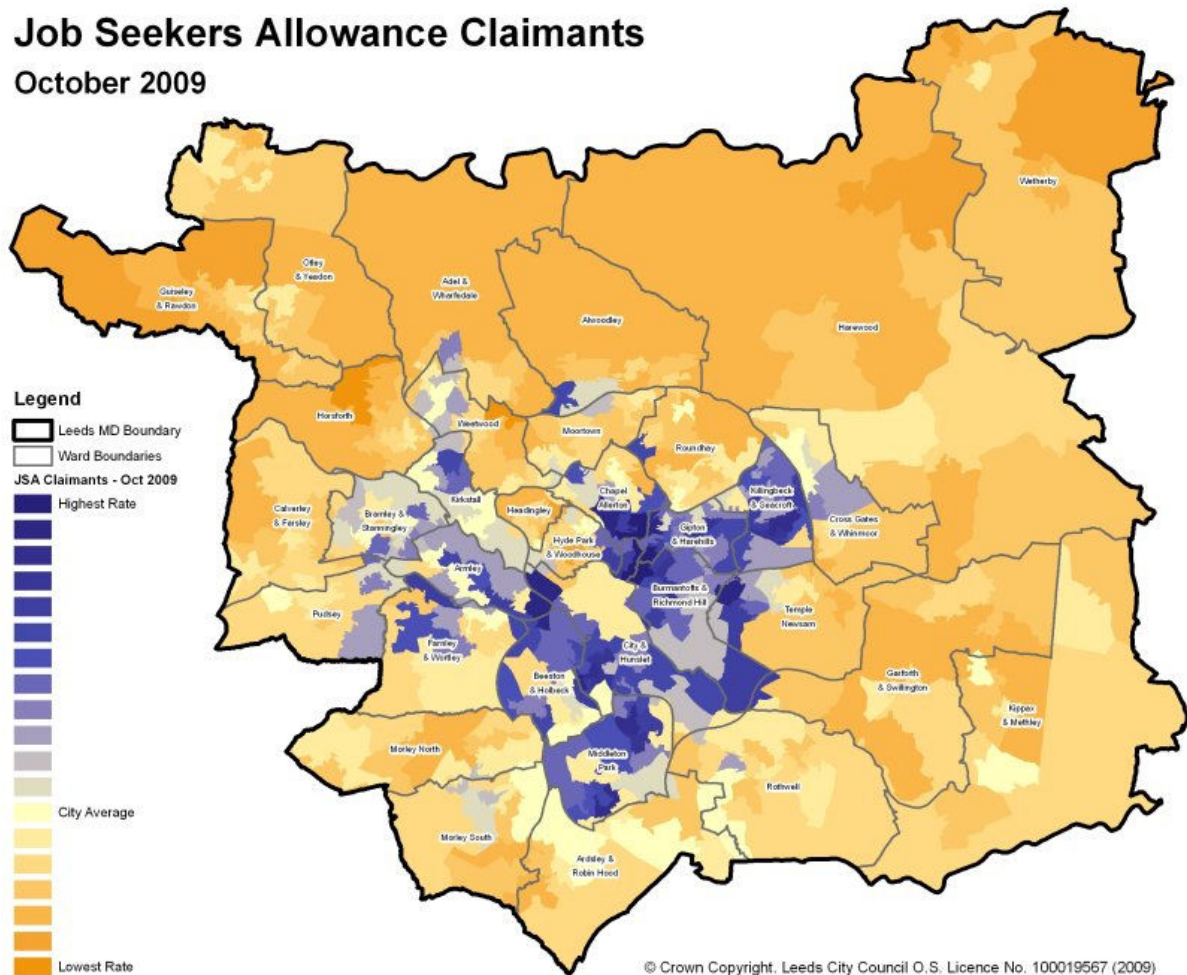 Job Seekers Allowance Claimants
October 2009
Wetherby
Otley
& Yeadon
Guiseley
& Rawdon
Adel &
Wharfedale
Alwoodley
Harewood
Legend
Leeds MD Boundary
Ward Boundaries
JSA Claimants - Oct 2009
Highest Rate
City Average
Lowest Rate
Horsforth
Weetwood
Moortown
Roundhay
Calverley
& Farsley
Bramley &
Stanningley
Kirkstall
Headingley
Chapel
Allerton
Killingbeck
& Seacroft
Gipton
& Harehills
Cross Gates
& Whinmoor
Hyde Park
& Woodhouse
Armley
Burmantofts &
Richmond Hill
Pudsey
Temple
Newsam
Farnley
& Wortley
City &
Hunslet
Beeston
& Holbeck
Garforth
& Swillington
Kippax
& Methley
Morley North
Middleton
Park
Rothwell
Morley South
Ardsley &
Robin Hood
© Crown Copyright. Leeds City Council O.S. Licence No. 100019567 (2009)